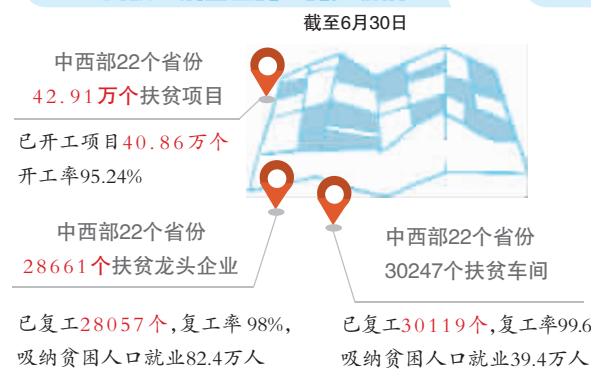 截至6月30日
中西部22个省份
42.91万个扶贫项目
已开工项目40.86万个
开工率95.24%
中西部22个省份
28661个扶贫龙头企业
已复工28057个,复工率 98%,
吸纳贫困人口就业82.4万人
中西部22个省份
30247个扶贫车间
已复工30119个,复工率99.6
吸纳贫困人口就业39.4万人